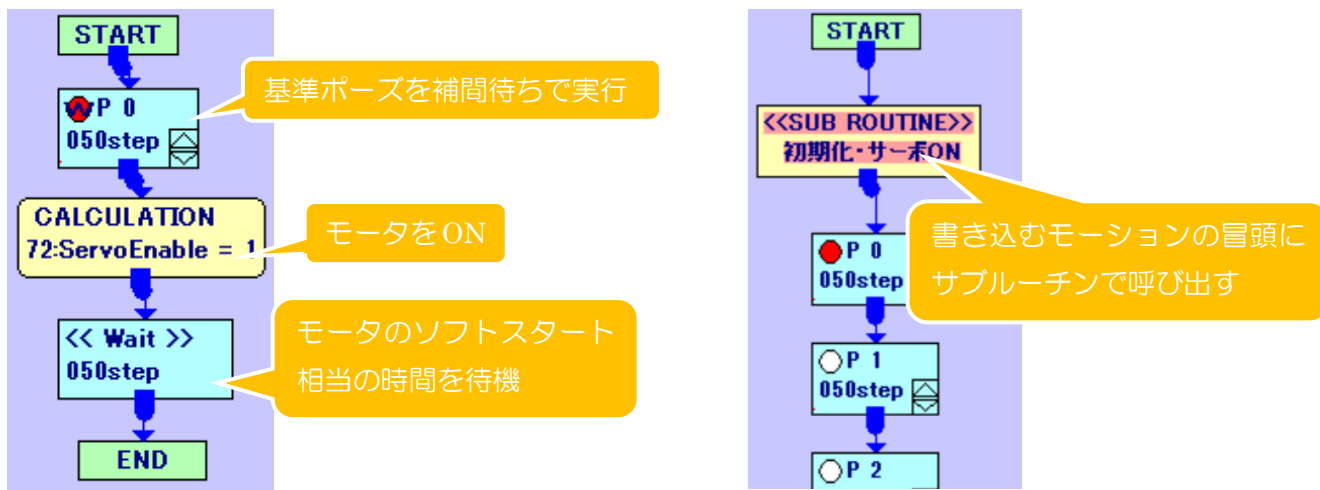 START
P 0
050step
基準ポーズを補間待ちで実行
CALCULATION
72:ServoEnable = 1
モータをON
<< Wait >>
050step
モータのソフトスタート
相当の時間を待機
END
START
<<SUB ROUTINE>>
初期化・サーボON
書き込むモーションの冒頭に
サブルーチンで呼び出す
P 0
050step
P 1
050step
P 2